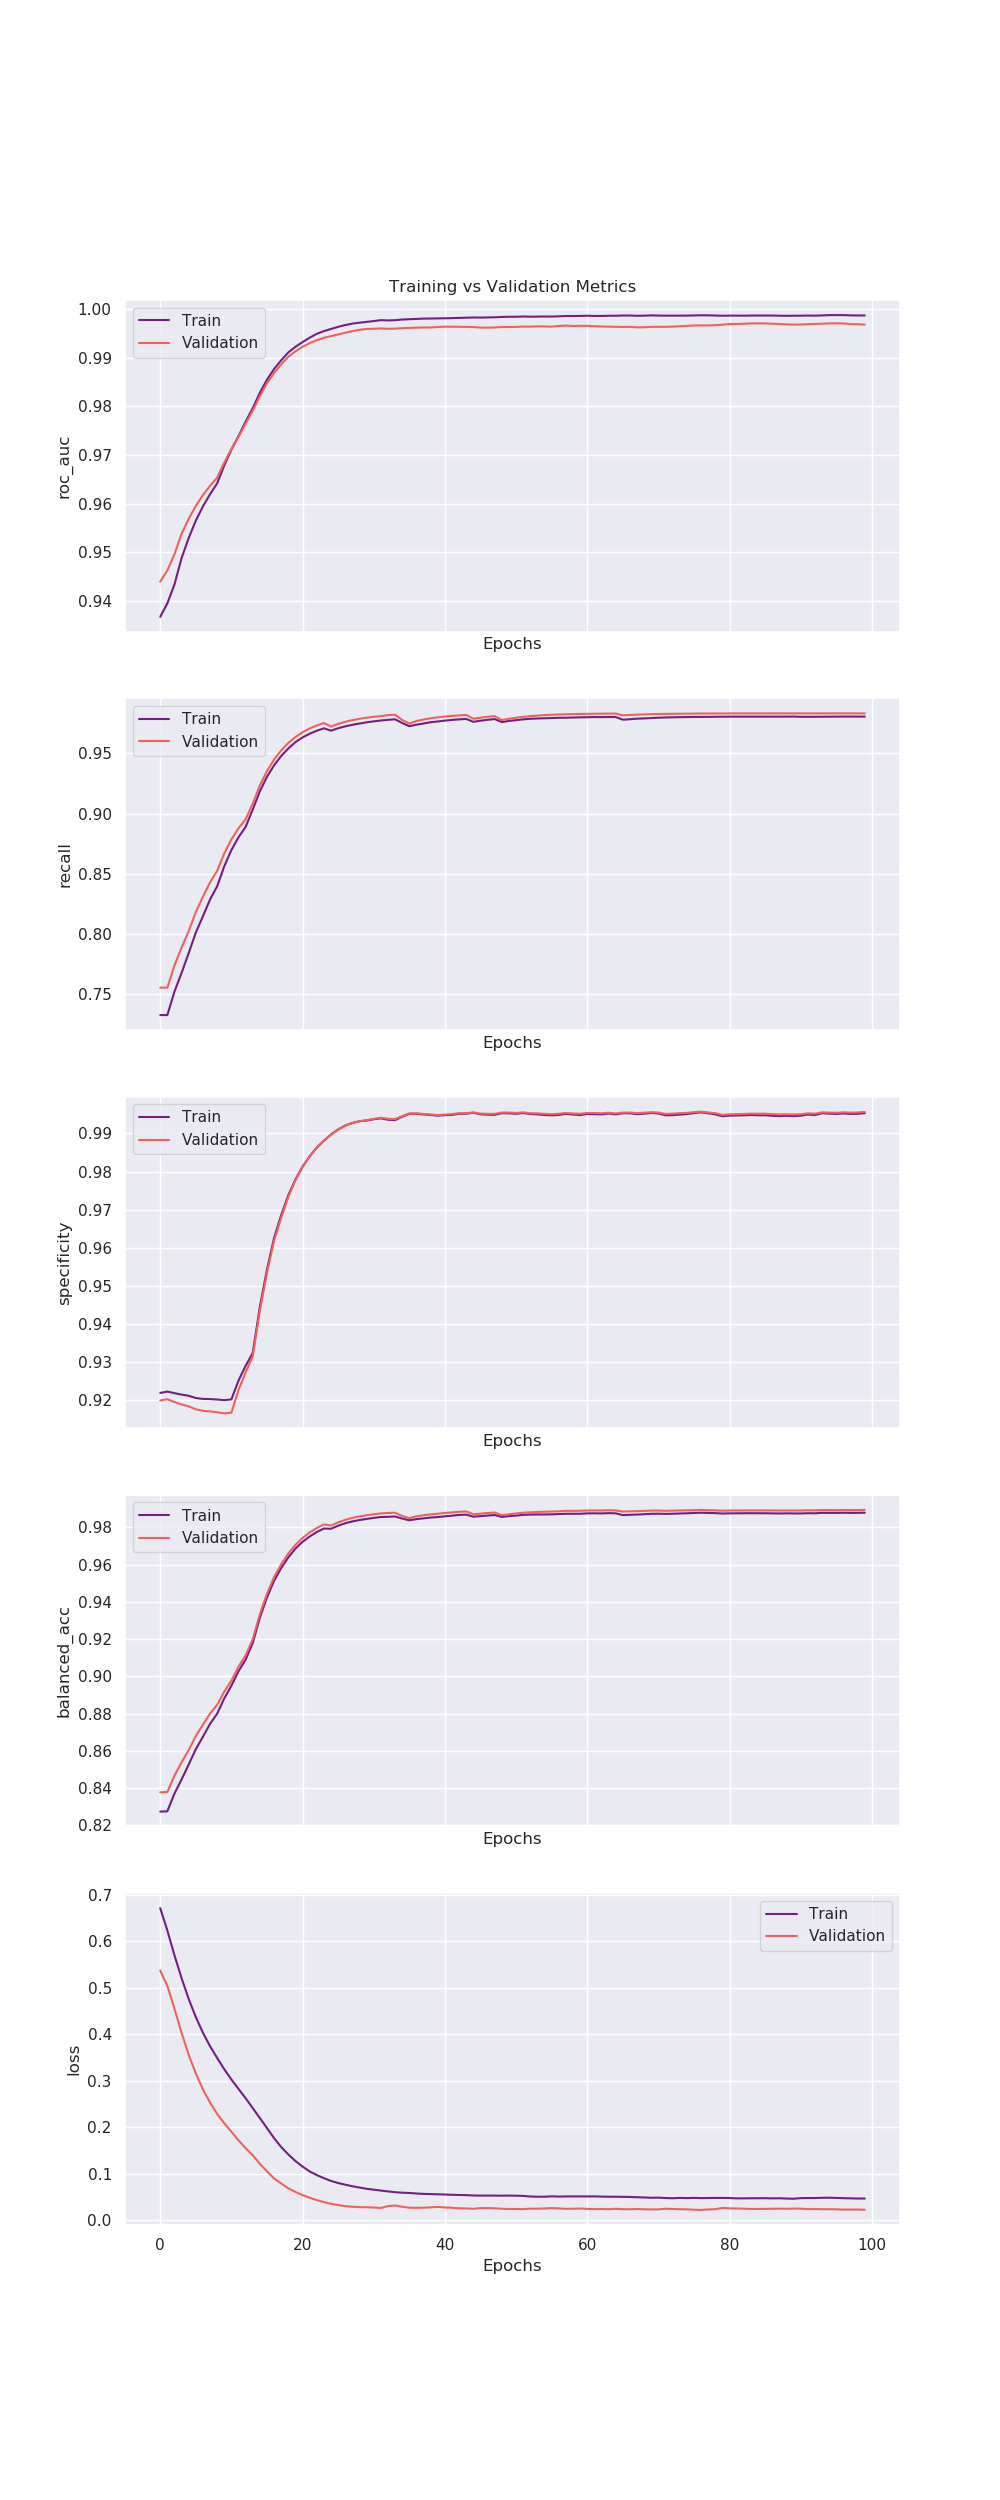 Training vs Validation Metrics
1.00
0.99
0.98
0.97
0.96
0.95
0.94
roc_auc
Train
Validation
Epochs
0.95
0.90
0.85
0.80
0.75
recall
Train
Validation
Epochs
0.99
0.98
0.97
0.96
0.95
0.94
0.93
0.92
specificity
Train
Validation
Epochs
0.98
0.96
0.94
0.92
0.90
0.88
0.86
0.84
0.82
balanced_acc
Train
Validation
Epochs
0.7
0.6
0.5
0.4
0.3
0.2
0.1
0.0
loss
Train
Validation
0 20 40 60 80 100
Epochs